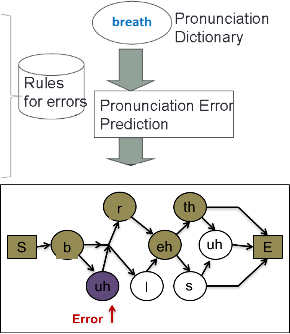 breath
Pronunciation
Dictionary
Rules
for errors
Pronunciation Error
Prediction
r
th
S
b
eh
uh
E
uh
l
s
Error